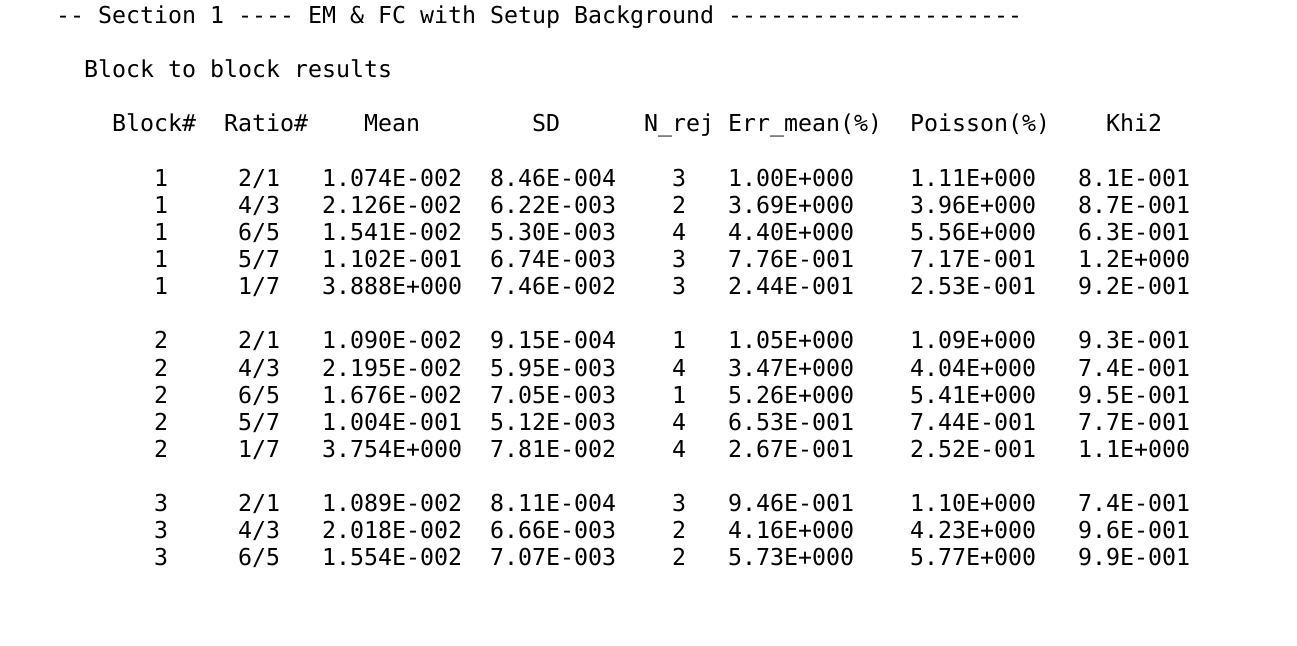 -- Section 1 ---- EM & FC with Setup Background ---------------------
Block to block results
Block# Ratio# Mean SD N_rej Err_mean(%) Poisson(%) Khi2
1 2/1 1.074E-002 8.46E-004 3 1.00E+000 1.11E+000 8.1E-001
1 4/3 2.126E-002 6.22E-003 2 3.69E+000 3.96E+000 8.7E-001
1 6/5 1.541E-002 5.30E-003 4 4.40E+000 5.56E+000 6.3E-001
1 5/7 1.102E-001 6.74E-003 3 7.76E-001 7.17E-001 1.2E+000
1 1/7 3.888E+000 7.46E-002 3 2.44E-001 2.53E-001 9.2E-001
2 2/1 1.090E-002 9.15E-004 1 1.05E+000 1.09E+000 9.3E-001
2 4/3 2.195E-002 5.95E-003 4 3.47E+000 4.04E+000 7.4E-001
2 6/5 1.676E-002 7.05E-003 1 5.26E+000 5.41E+000 9.5E-001
2 5/7 1.004E-001 5.12E-003 4 6.53E-001 7.44E-001 7.7E-001
2 1/7 3.754E+000 7.81E-002 4 2.67E-001 2.52E-001 1.1E+000
3 2/1 1.089E-002 8.11E-004 3 9.46E-001 1.10E+000 7.4E-001
3 4/3 2.018E-002 6.66E-003 2 4.16E+000 4.23E+000 9.6E-001
3 6/5 1.554E-002 7.07E-003 2 5.73E+000 5.77E+000 9.9E-001